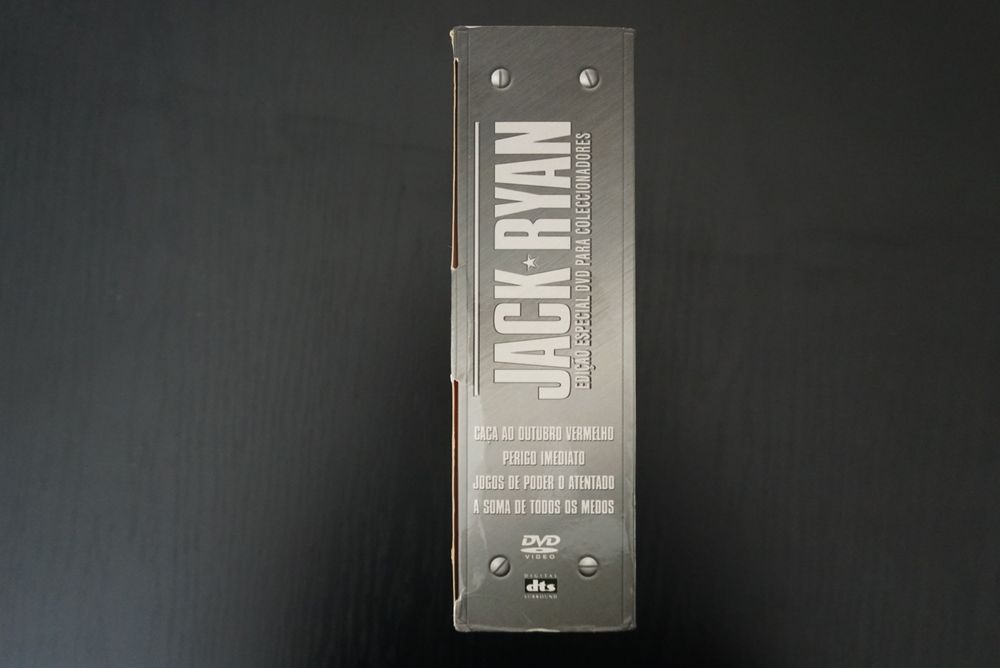 JACK RYAN
EDIÇÃO ESPECIAL DVD PARA COLECCIONADORES
CAÇA AO OUTUBRO VERMELHO
PERIGO IMEDIATO
JOGOS DE PODER O ATENTADO
A SOMA DE TODOS OS MEDOS
DVD
VIDEO
DIGITAL
dts
SURROUND